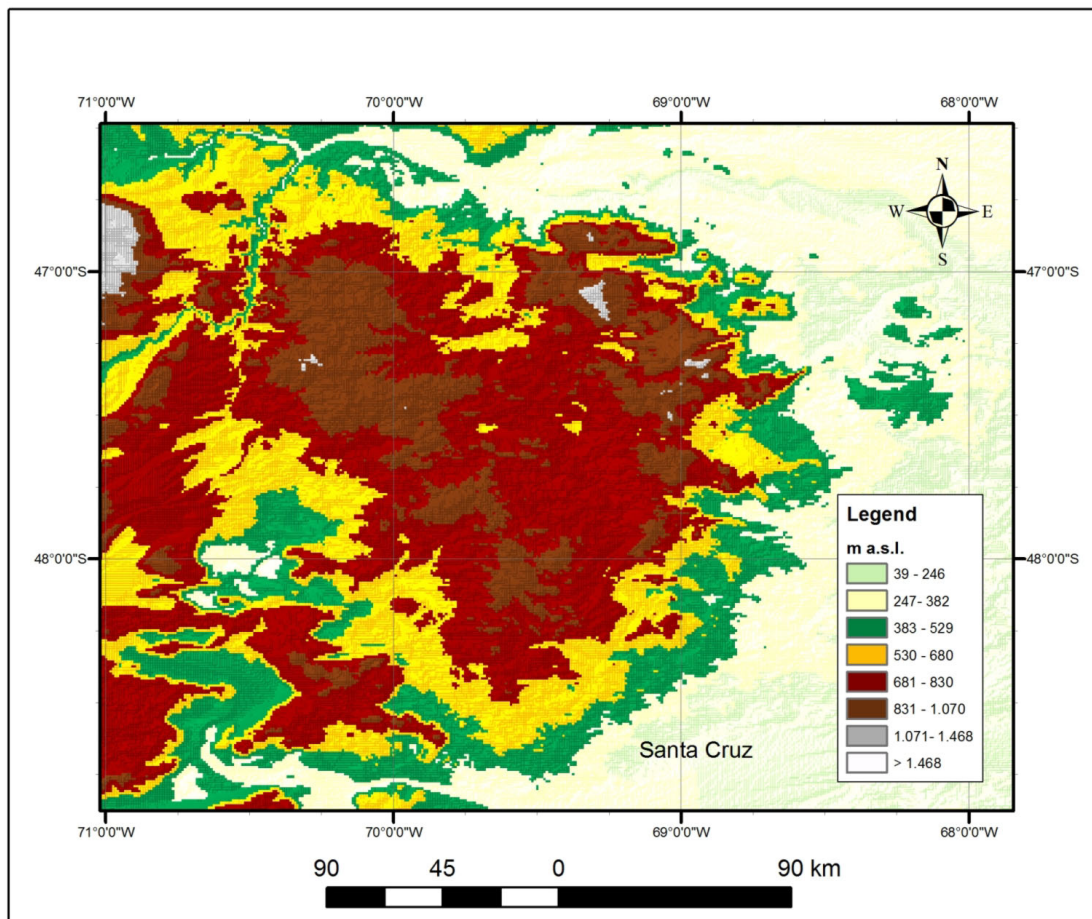 71°0'0"W 70°0'0"W 69°0'0"W 68°0'0"W
N
W E
S
47°0'0"S 47°0'0"S
Legend
m a.s.l.
39 - 246
247- 382
48°0'0"S 48°0'0"S
383 - 529
530 - 680
681 - 830
831 - 1.070
1.071- 1.468
> 1.468
Santa Cruz
71°0'0"W 70°0'0"W 69°0'0"W 68°0'0"W
90 45 0 90 km